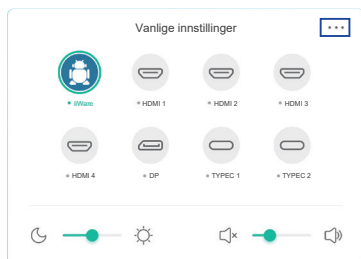 Vanlige innstillinger
iiWare
HDMI 1
HDMI 2
HDMI 3
HDMI 4
DP
TYPEC 1
TYPEC 2